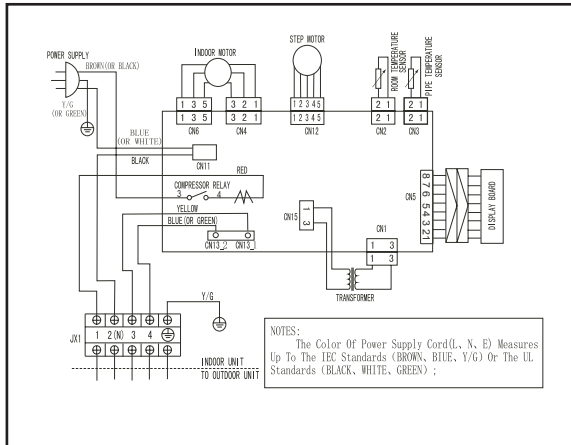 INDOOR MOTOR
STEP MOTOR
POWER SUPPLY
BROWN(OR BLACK)
ROOM TEMPERATURE
SENSOR
PIPE TEMPERATURE
SENSOR
Y/G
(OR GREEN)
1 3 5
3 2 1
1 2 3 4 5
2 1
2 1
1 3 5
3 2 1
1 2 3 4 5
2 1
2 1
CN6
CN4
CN12
CN2
CN3
BLUE
(OR WHITE)
BLACK
CN11
RED
COMPRESSOR RELAY
3
4
YELLOW
BLUE(OR GREEN)
CN13_2
CN13_1
CN15
1 3
CN5
8 7 6 5 4 3 2 1
DISPLAY BOARD
CN1
1 3
1 3
TRANSFORMER
Y/G
JX1
1 2(N) 3 4
INDOOR UNIT
TO OUTDOOR UNIT
NOTES:
The Color Of Power Supply Cord(L、N、E) Measures
Up To The IEC Standards (BROWN、BIUE、Y/G) Or The UL
Standards (BLACK、WHITE、GREEN) ;